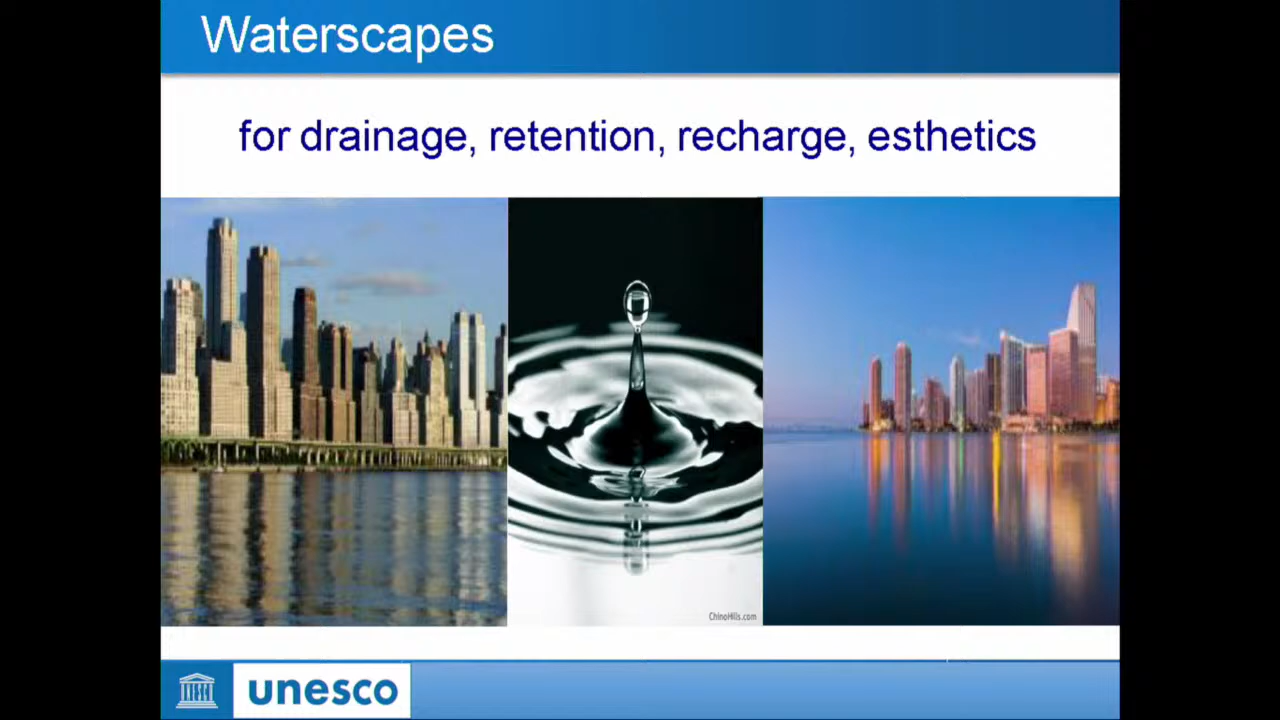 Waterscapes
for drainage, retention, recharge, esthetics
ChinoHills.com
unesco